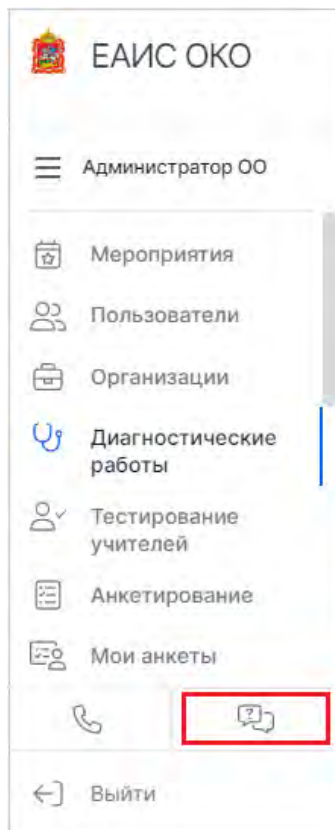 ЕАИС ОКО
Администратор ОО
Мероприятия
Пользователи
Организации
Диагностические
работы
Тестирование
учителей
Анкетирование
Мои анкеты
Выйти